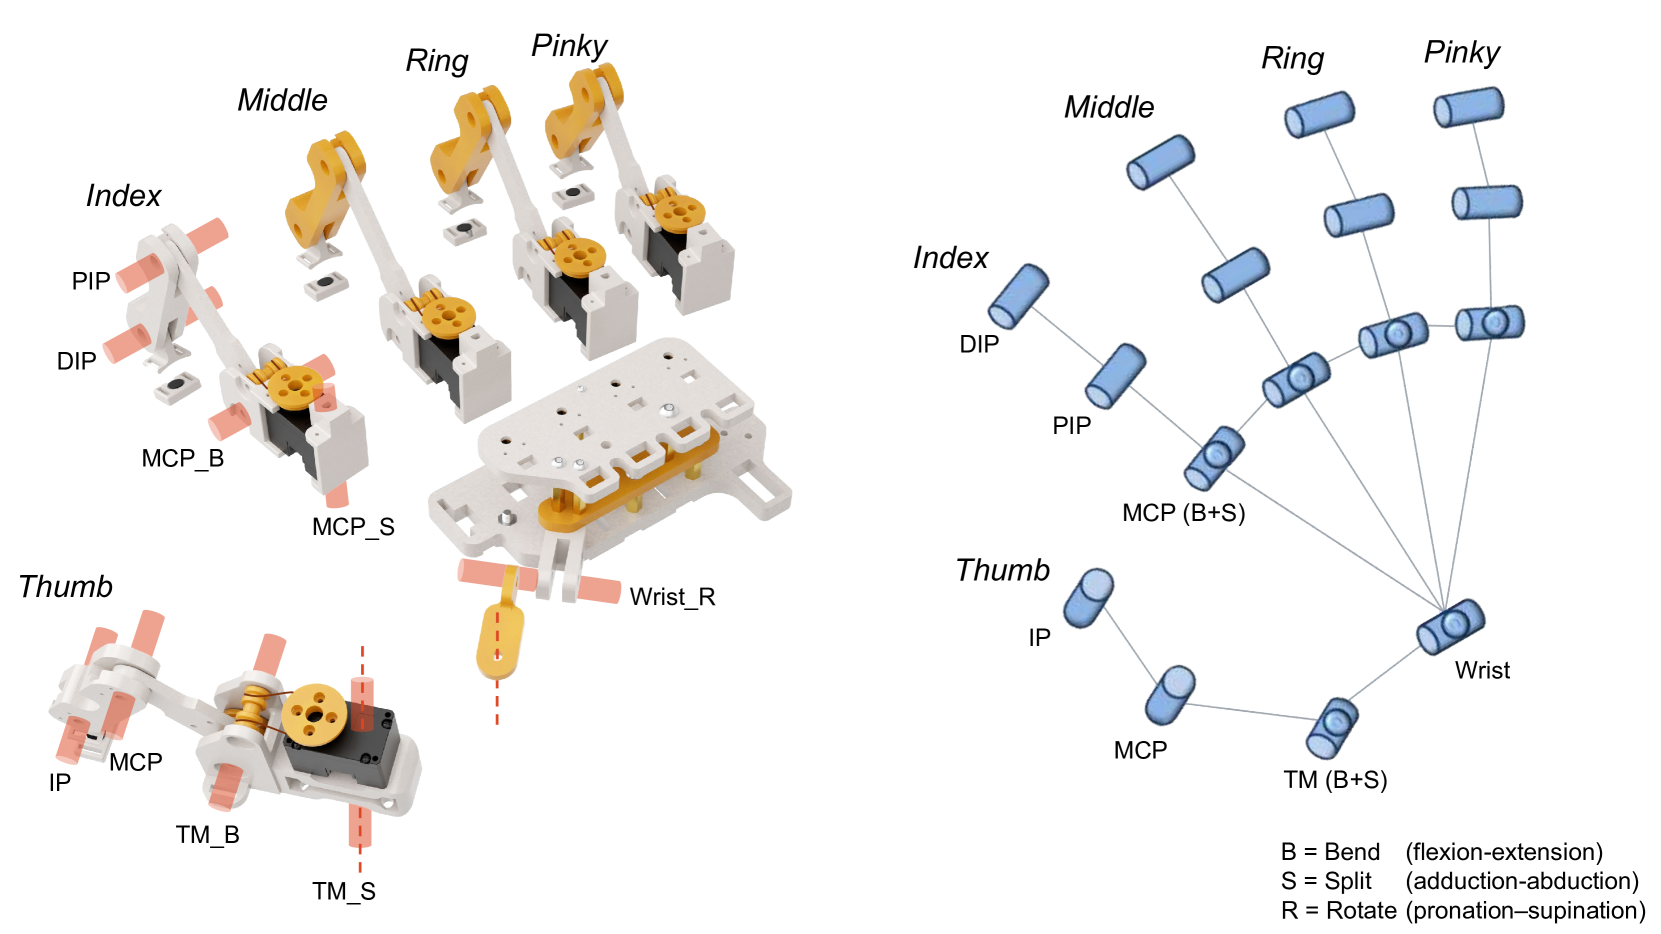 Pinky
Ring
Middle
Index
PIP
DIP
MCP_B
MCP_S
Wrist_R
Thumb
IP
MCP
TM_B
TM_S
Pinky
Ring
Middle
Index
DIP
PIP
MCP (B+S)
Thumb
IP
MCP
Wrist
TM (B+S)
B = Bend (flexion-extension)
S = Split (adduction-abduction)
R = Rotate (pronation–supination)